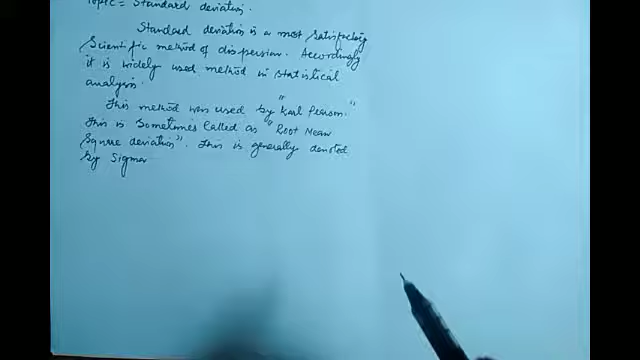 Topic = Standard deviation.
Standard deviation is a most satisfactory
Scientific method of dispersion. Accordingly
it is widely used method in statistical
analysis.
This method was used by "Karl Pearson."
This is Sometimes Called as "Root Mean
Square deviation". This is generally denoted
by Sigma